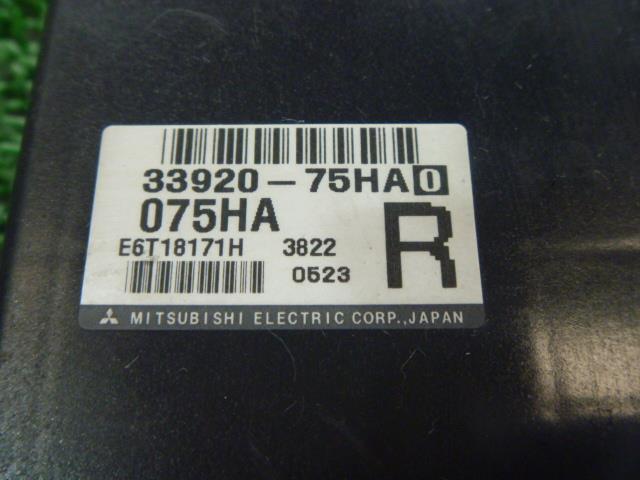 33920-75HA0
075HA
R
E6T18171H 3822
0523
MITSUBISHI ELECTRIC CORP., JAPAN